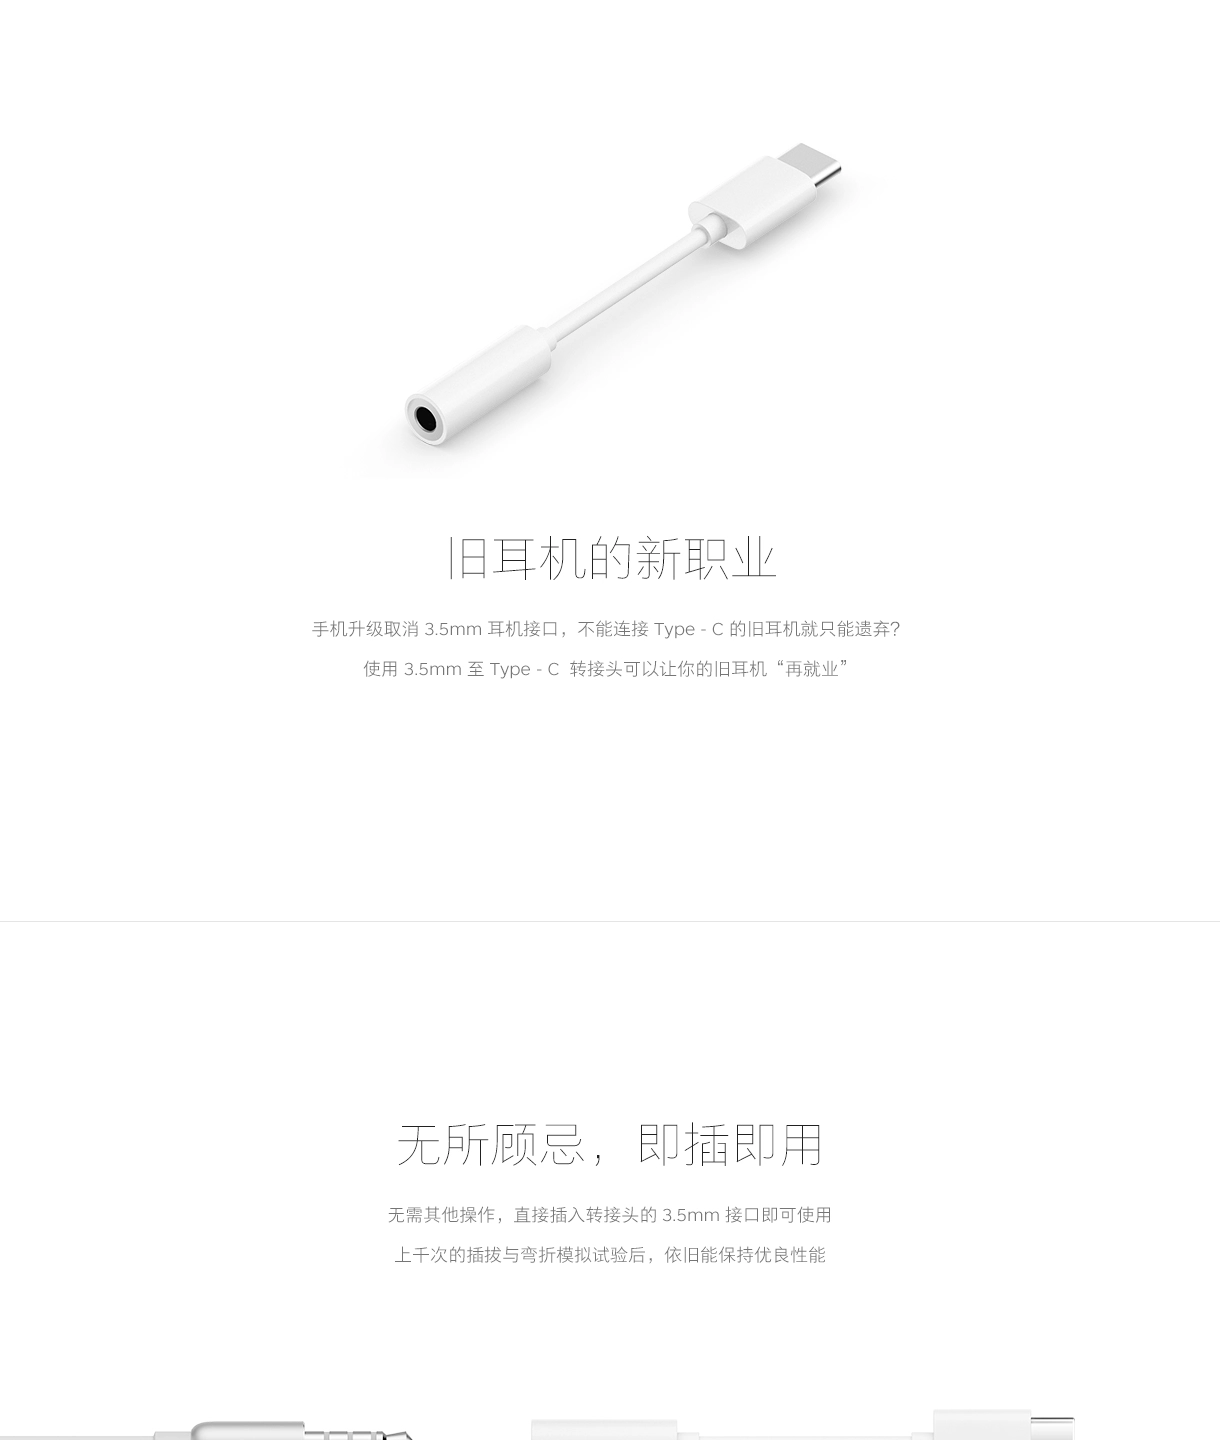 旧耳机的新职业
手机升级取消 3.5mm 耳机接口，不能连接 Type - C 的旧耳机就只能遗弃？
使用 3.5mm 至 Type - C 转接头可以让你的旧耳机“再就业”
无所顾忌，即插即用
无需其他操作，直接插入转接头的 3.5mm 接口即可使用
上千次的插拔与弯折模拟试验后，依旧能保持优良性能